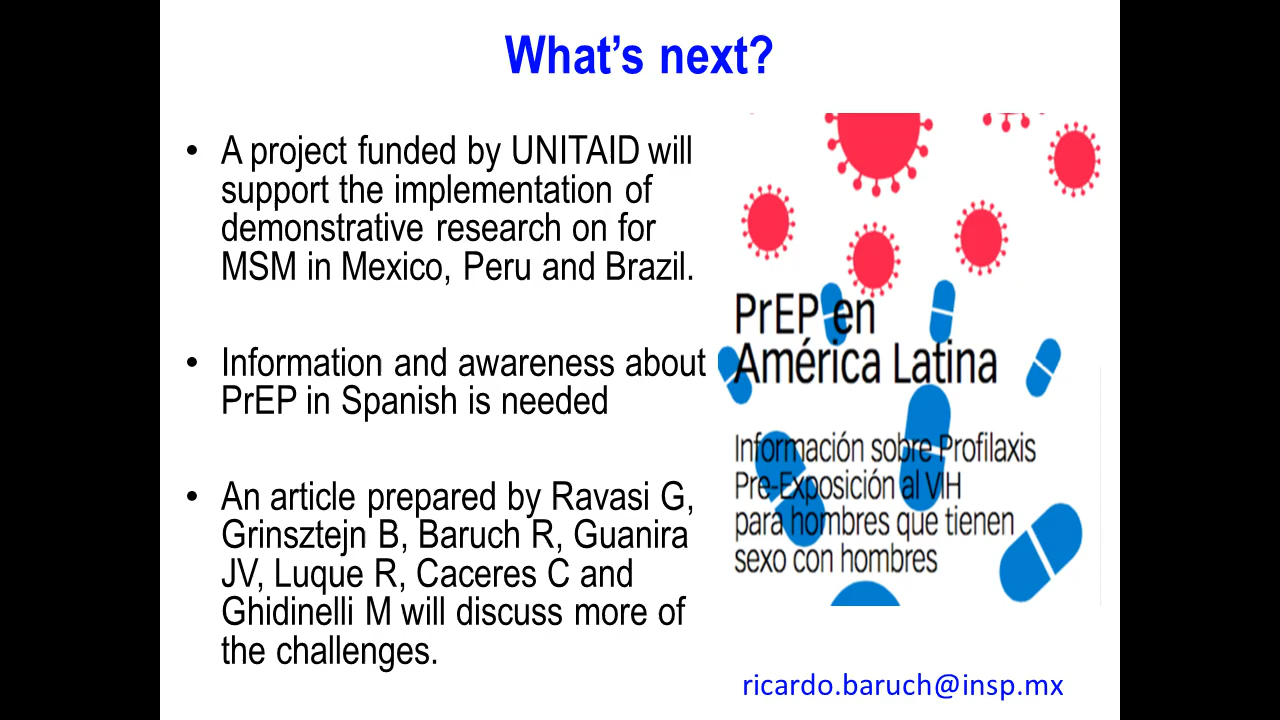 What's next?
• A project funded by UNITAID will
support the implementation of
demonstrative research on for
MSM in Mexico, Peru and Brazil.
• Information and awareness about
PrEP in Spanish is needed
• An article prepared by Ravasi G,
Grinsztejn B, Baruch R, Guanira
JV, Luque R, Caceres C and
Ghidinelli M will discuss more of
the challenges.
PrEP en
América Latina
Información sobre Profilaxis
Pre-Exposición al VIH
para hombres que tienen
sexo con hombres
ricardo.baruch@insp.mx